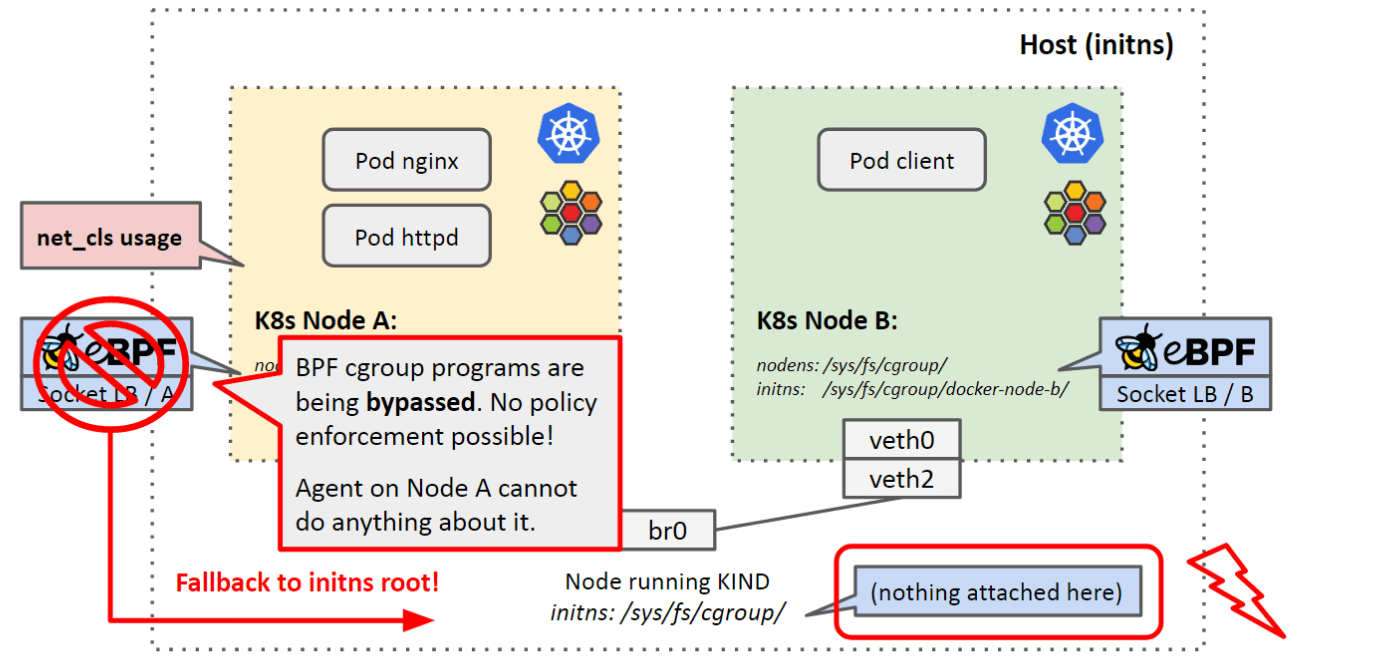 Host (initns)
Pod nginx
Pod httpd
Pod client
net_cls usage
K8s Node A:
K8s Node B:
eBPF
Socket LB / A
BPF cgroup programs are
being bypassed. No policy
enforcement possible!
Agent on Node A cannot
do anything about it.
nodens: /sys/fs/cgroup/
initns: /sys/fs/cgroup/docker-node-b/
eBPF
Socket LB / B
veth0
veth2
br0
Fallback to initns root!
Node running KIND
initns: /sys/fs/cgroup/
(nothing attached here)